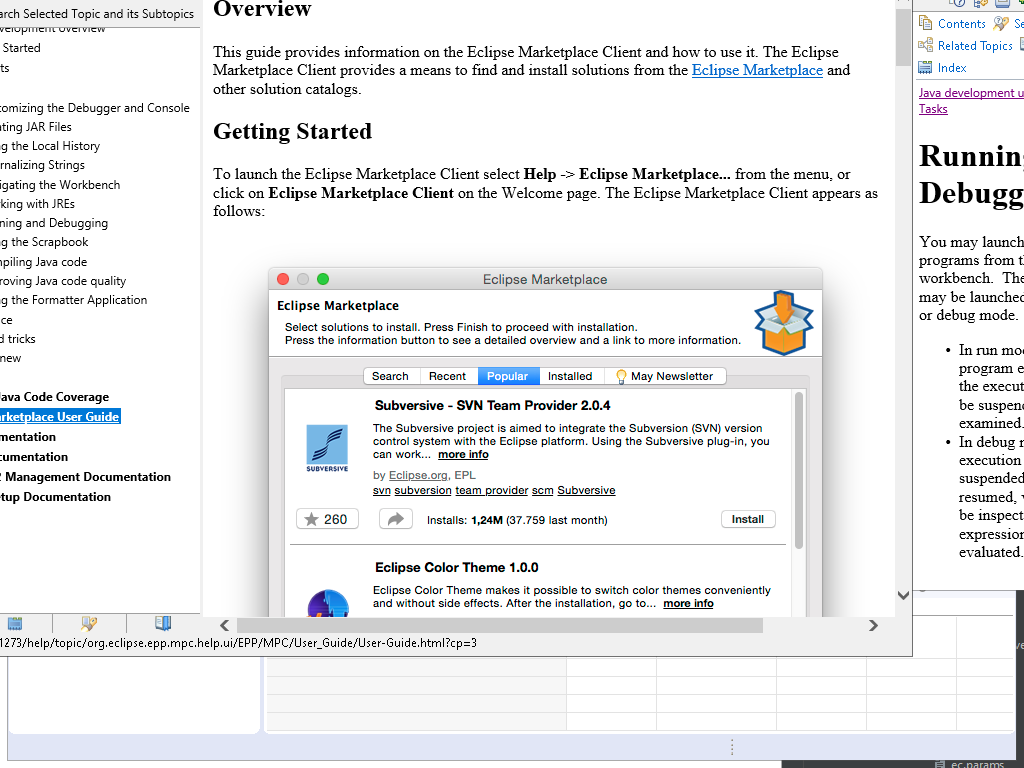 arch Selected Topic and its Subtopics
velopment overview
Started
ts
tomizing the Debugger and Console
ating JAR Files
ng the Local History
rnalizing Strings
igating the Workbench
king with JREs
ning and Debugging
g the Scrapbook
mpiling Java code
roving Java code quality
g the Formatter Application
ce
d tricks
new
Java Code Coverage
arketplace User Guide
mentation
cumentation
2 Management Documentation
etup Documentation
Overview
This guide provides information on the Eclipse Marketplace Client and how to use it. The Eclipse
Marketplace Client provides a means to find and install solutions from the Eclipse Marketplace and
other solution catalogs.
Getting Started
To launch the Eclipse Marketplace Client select Help -> Eclipse Marketplace... from the menu, or
click on Eclipse Marketplace Client on the Welcome page. The Eclipse Marketplace Client appears as
follows:
Eclipse Marketplace
Eclipse Marketplace
Select solutions to install. Press Finish to proceed with installation.
Press the information button to see a detailed overview and a link to more information.
Search Recent Popular Installed May Newsletter
Subversive - SVN Team Provider 2.0.4
The Subversive project is aimed to integrate the Subversion (SVN) version
control system with the Eclipse platform. Using the Subversive plug-in, you
can work... more info
SUBVERSIVE
by Eclipse.org, EPL
svn subversion team provider scm Subversive
260 Installs: 1,24M (37.759 last month) Install
Eclipse Color Theme 1.0.0
Eclipse Color Theme makes it possible to switch color themes conveniently
and without side effects. After the installation, go to... more info
1273/help/topic/org.eclipse.epp.mpc.help.ui/EPP/MPC/User_Guide/User-Guide.html?cp=3
Contents Se
Related Topics
Index
Java development u
Tasks
Running
Debugg
You may launch
programs from th
workbench. The
may be launched
or debug mode.
• In run mod
program e
the execut
be suspend
examined.
• In debug m
execution
suspended
resumed, v
be inspect
expression
evaluated.
ve
ec.params